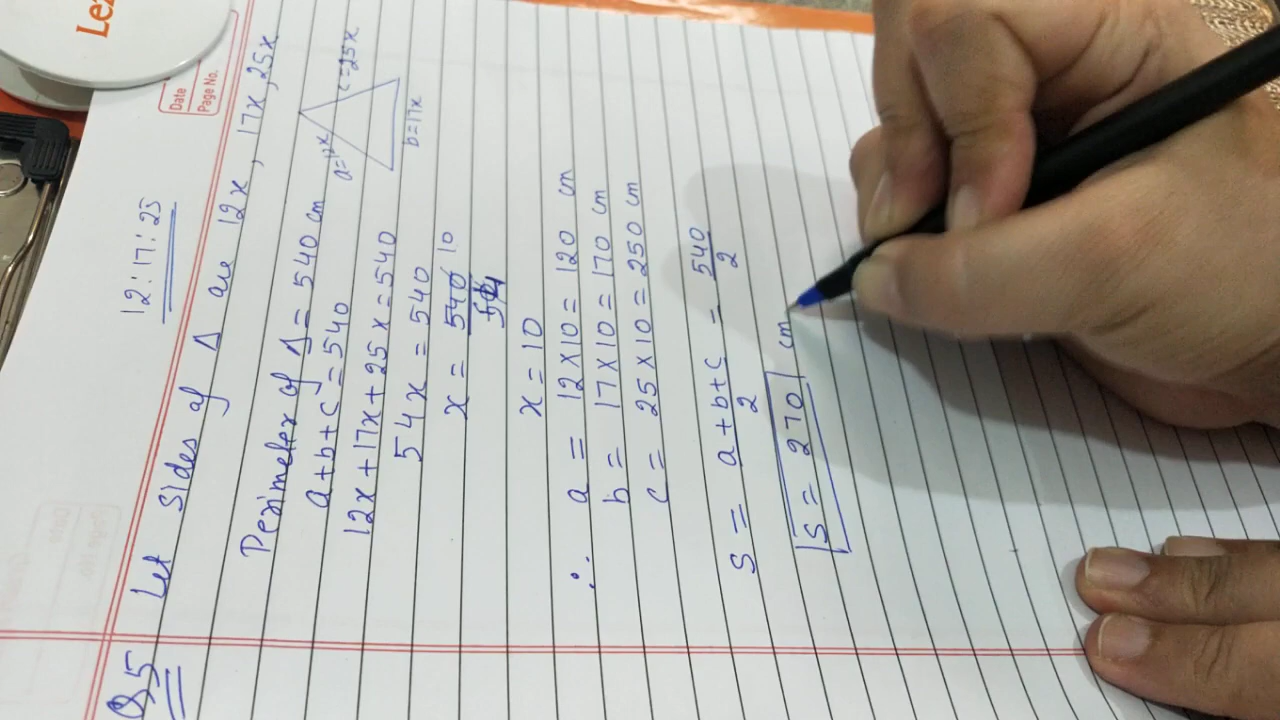 Lez
Date
Page No.
12:17:25
Q5 Let sides of Δ are 12x, 17x, 25x
Perimeter of Δ = 540 cm
a+b+c = 540
12x+17x+25x=540
54x = 540
x = 540 10
54
a=12x
c=25x
b=17x
x=10
∴ a = 12×10 = 120 cm
b = 17×10 = 170 cm
c = 25×10 = 250 cm
S = a+b+c = 540
2 2
S = 270 cm